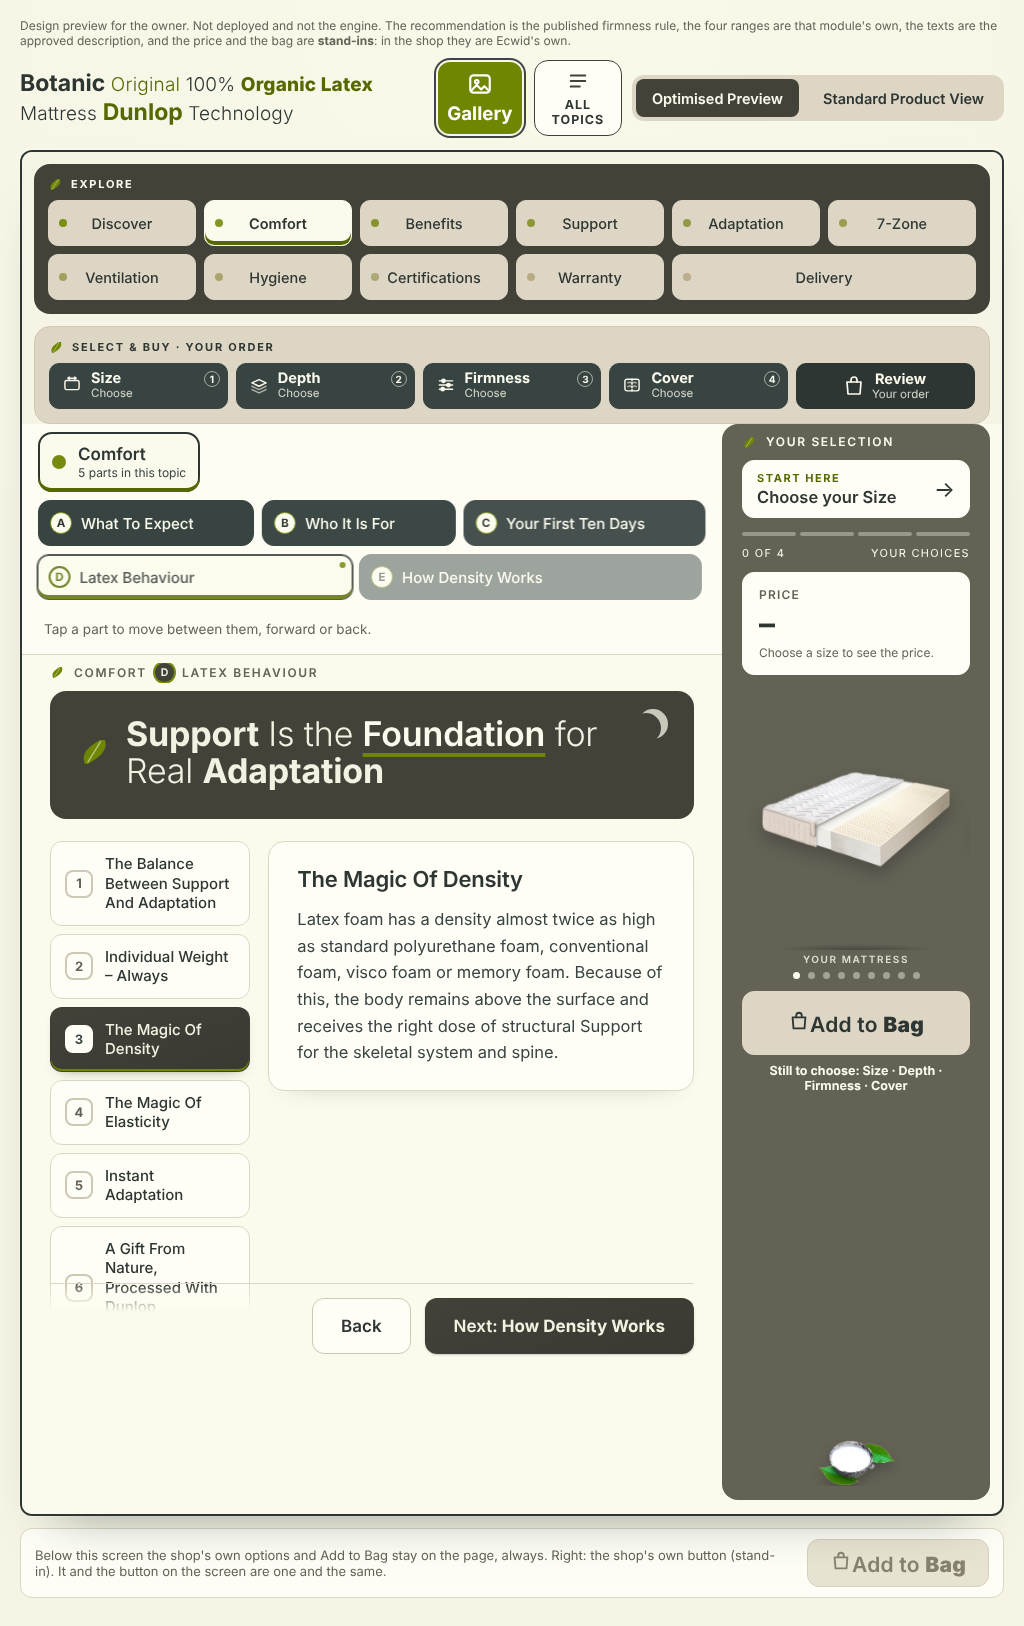 Design preview for the owner. Not deployed and not the engine. The recommendation is the published firmness rule, the four ranges are that module's own, the texts are the
approved description, and the price and the bag are stand-ins: in the shop they are Ecwid's own.
Botanic Original 100% Organic Latex
Mattress Dunlop Technology
Gallery
ALL
TOPICS
Optimised Preview
Standard Product View
EXPLORE
Discover
Comfort
Benefits
Support
Adaptation
7-Zone
Ventilation
Hygiene
Certifications
Warranty
Delivery
SELECT & BUY · YOUR ORDER
Size
Choose
1
Depth
Choose
2
Firmness
Choose
3
Cover
Choose
4
Review
Your order
Comfort
5 parts in this topic
A What To Expect
B Who It Is For
C Your First Ten Days
D Latex Behaviour
E How Density Works
Tap a part to move between them, forward or back.
COMFORT D LATEX BEHAVIOUR
Support Is the Foundation for
Real Adaptation
1
The Balance
Between Support
And Adaptation
2
Individual Weight
– Always
3
The Magic Of
Density
4
The Magic Of
Elasticity
5
Instant
Adaptation
6
A Gift From
Nature,
Processed With
Dunlop
The Magic Of Density
Latex foam has a density almost twice as high
as standard polyurethane foam, conventional
foam, visco foam or memory foam. Because of
this, the body remains above the surface and
receives the right dose of structural Support
for the skeletal system and spine.
Back
Next: How Density Works
YOUR SELECTION
START HERE
Choose your Size
0 OF 4
YOUR CHOICES
PRICE
–
Choose a size to see the price.
YOUR MATTRESS
Add to Bag
Still to choose: Size · Depth ·
Firmness · Cover
Below this screen the shop's own options and Add to Bag stay on the page, always. Right: the shop's own button (stand-
in). It and the button on the screen are one and the same.
Add to Bag